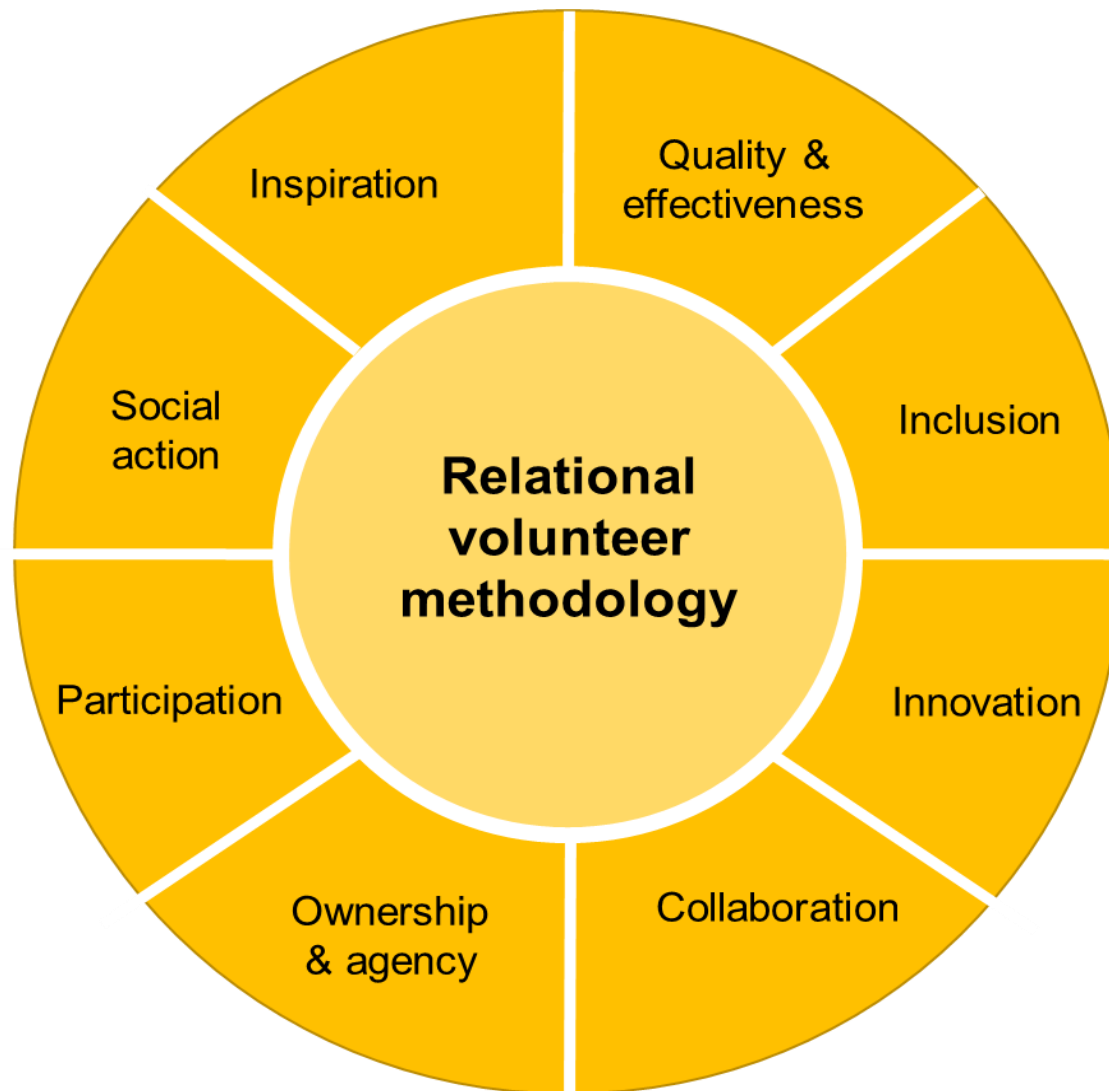 Inspiration
Quality &
effectiveness
Social
action
Inclusion
Relational
volunteer
methodology
Participation
Innovation
Ownership
& agency
Collaboration